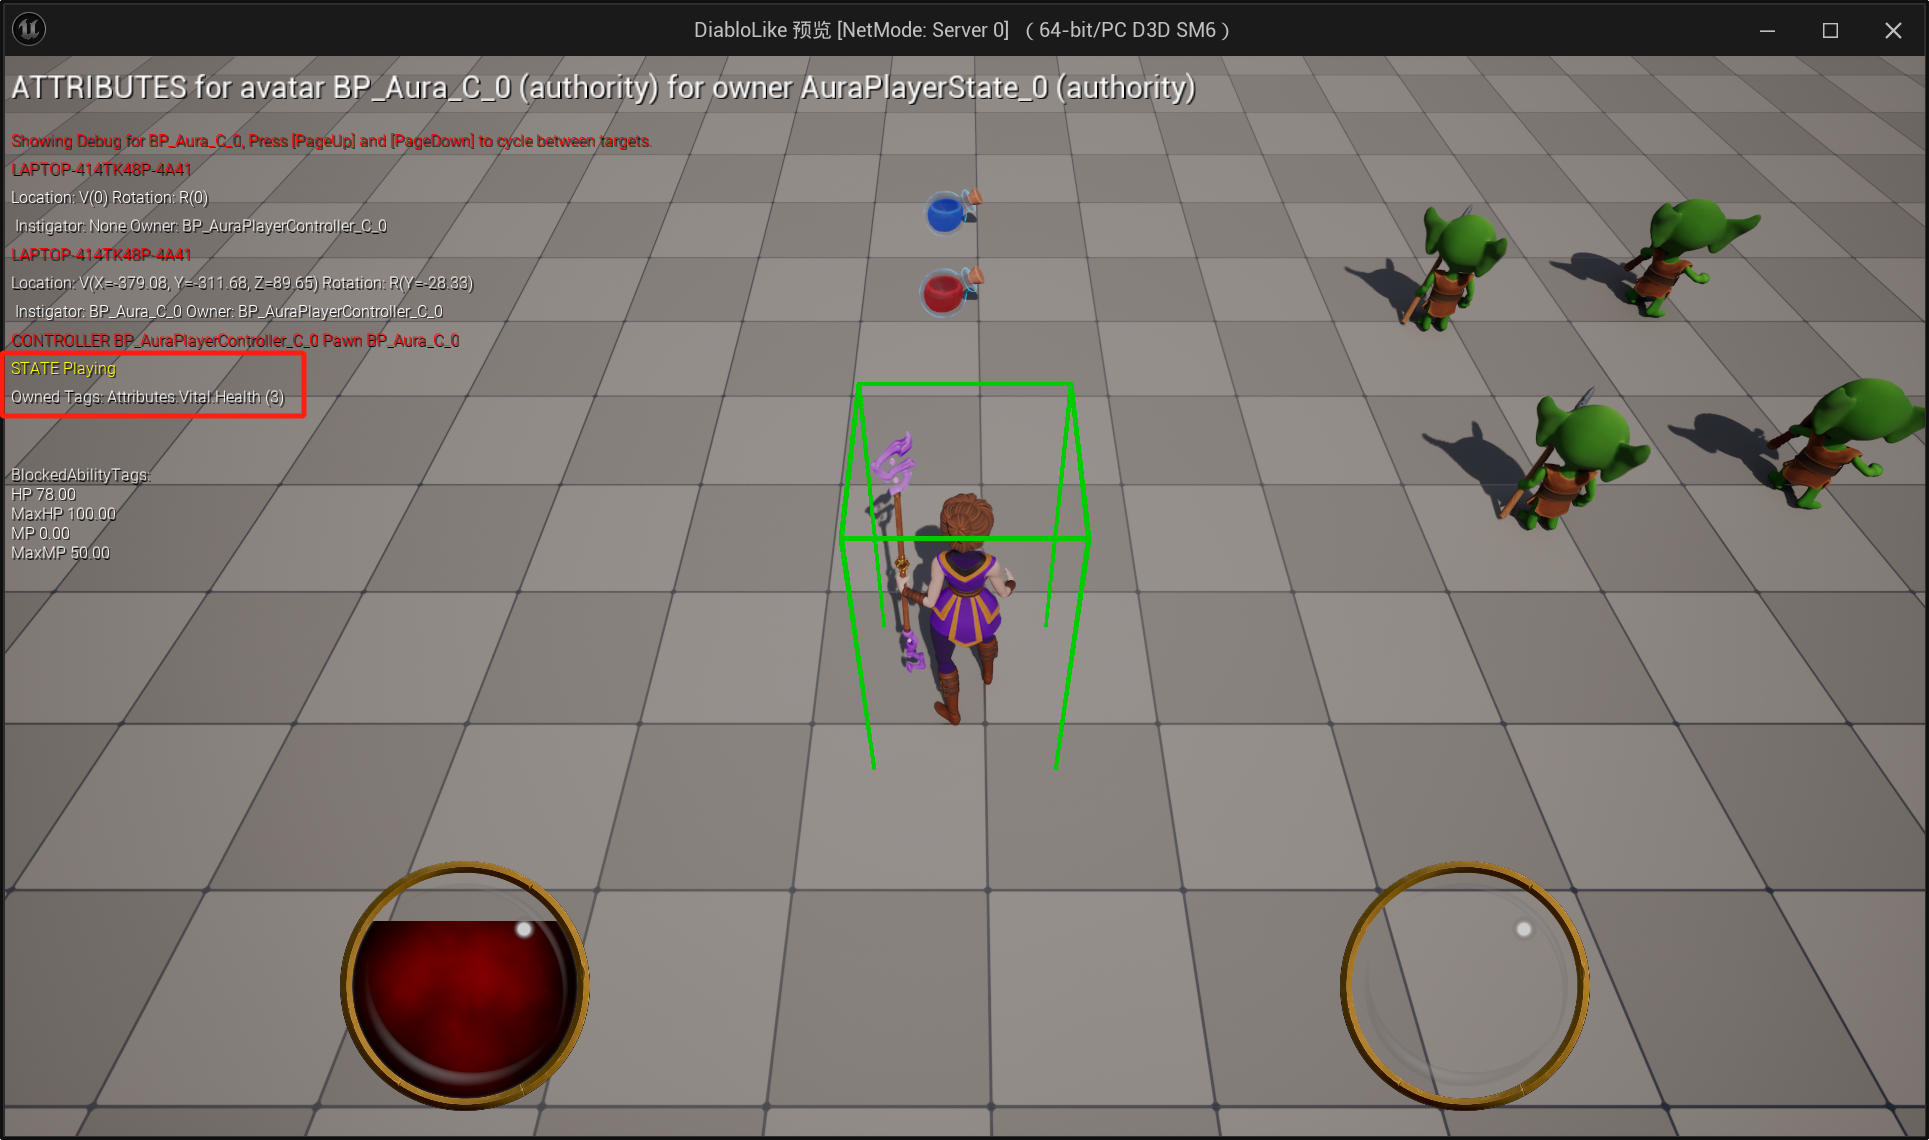 DiabloLike 预览 [NetMode: Server 0] （64-bit/PC D3D SM6）
ATTRIBUTES for avatar BP_Aura_C_0 (authority) for owner AuraPlayerState_0 (authority)
Showing Debug for BP_Aura_C_0, Press [PageUp] and [PageDown] to cycle between targets.
LAPTOP-414TK48P-4A41
Location: V(0) Rotation: R(0)
Instigator: None Owner: BP_AuraPlayerController_C_0
LAPTOP-414TK48P-4A41
Location: V(X=-379.08, Y=-311.68, Z=89.65) Rotation: R(Y=-28.33)
Instigator: BP_Aura_C_0 Owner: BP_AuraPlayerController_C_0
CONTROLLER BP_AuraPlayerController_C_0 Pawn BP_Aura_C_0
STATE Playing
Owned Tags: Attributes.Vital.Health (3)
BlockedAbilityTags:
HP 78.00
MaxHP 100.00
MP 0.00
MaxMP 50.00